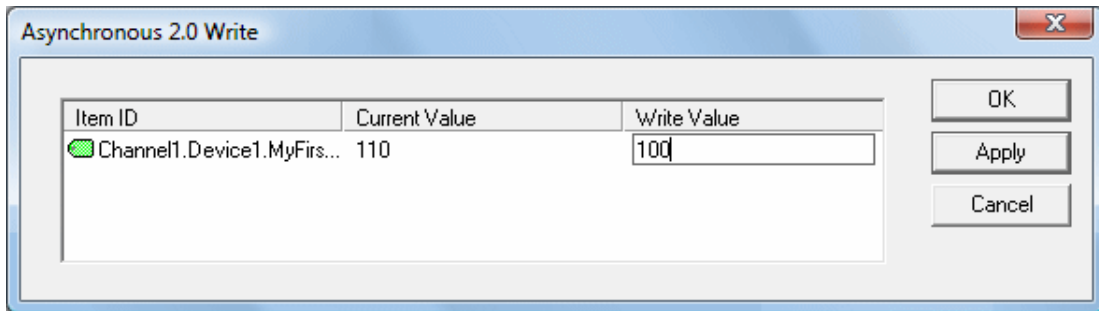 Asynchronous 2.0 Write
Item ID Current Value Write Value
Channel1.Device1.MyFirs... 110 100
OK
Apply
Cancel